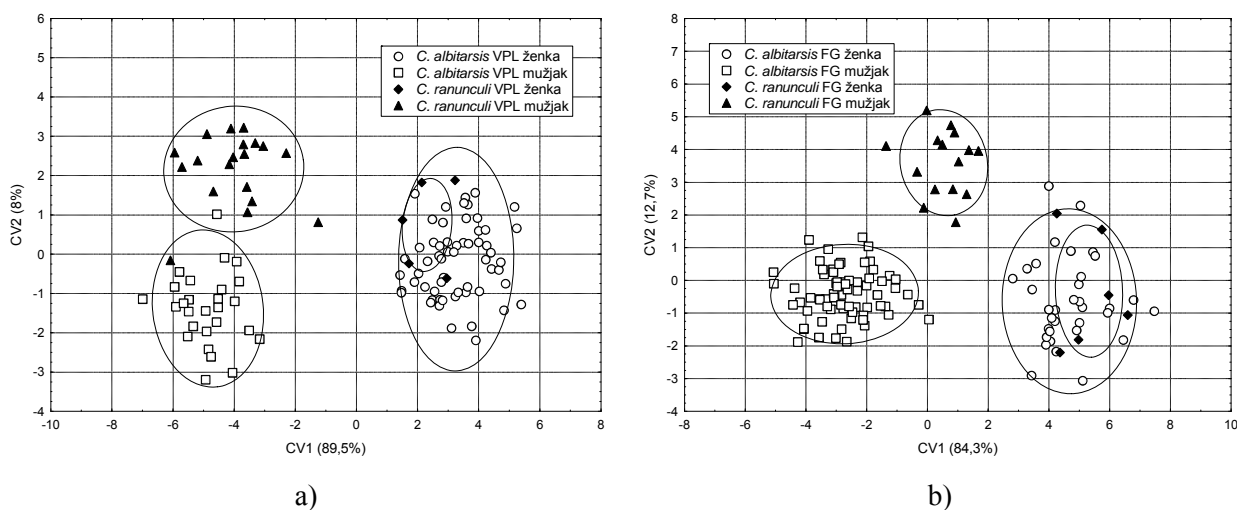 6
5
4
3
2
1
0
-1
-2
-3
-4
CV2 (8%)
-10 -8 -6 -4 -2 0 2 4 6 8
CV1 (89,5%)
C. albitarsis VPL ženka
C. albitarsis VPL mužjak
C. ranunculi VPL ženka
C. ranunculi VPL mužjak
a)
8
7
6
5
4
3
2
1
0
-1
-2
-3
-4
CV2 (12,7%)
-8 -6 -4 -2 0 2 4 6 8 10
CV1 (84,3%)
C. albitarsis FG ženka
C. albitarsis FG mužjak
C. ranunculi FG ženka
C. ranunculi FG mužjak
b)